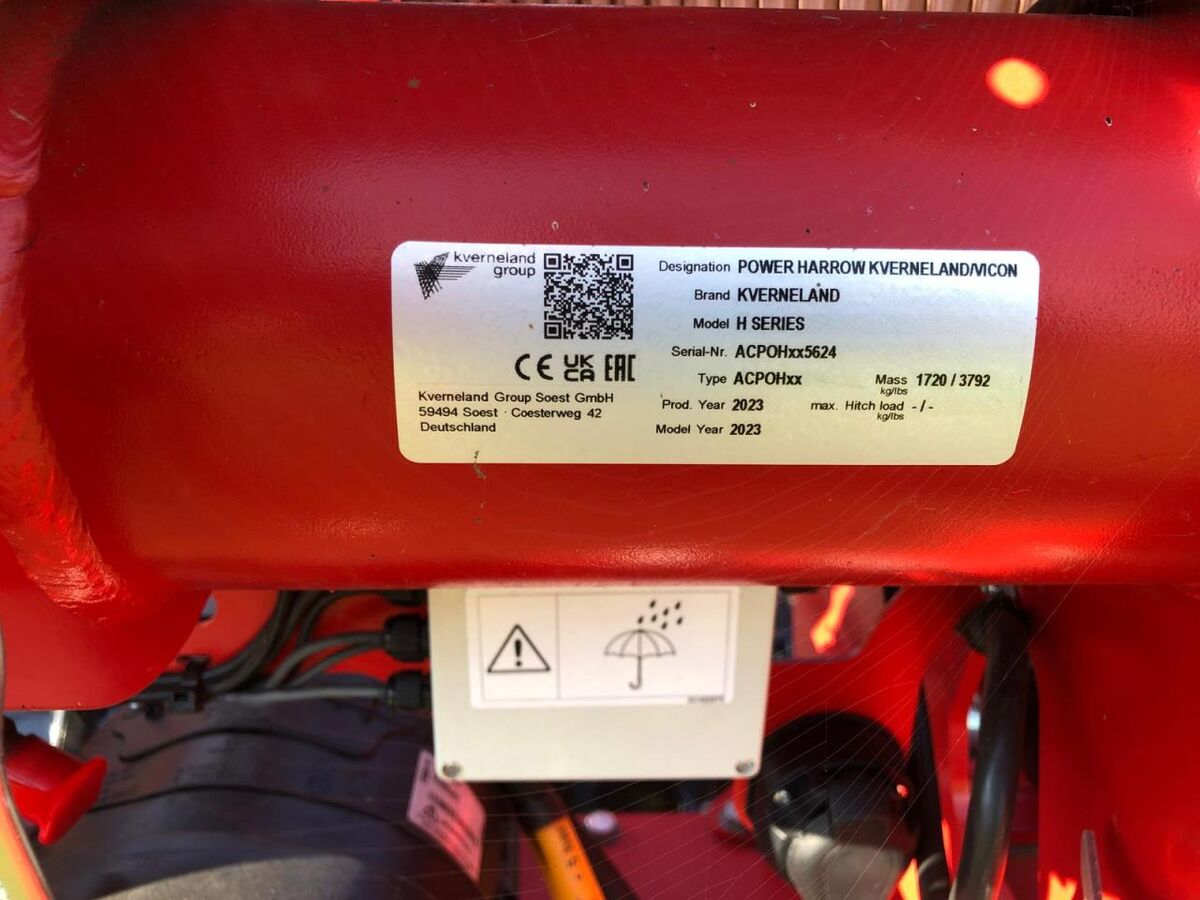 kverneland
group
CE UK
CA EAC
Kverneland Group Soest GmbH
59494 Soest · Coesterweg 42
Deutschland
Designation POWER HARROW KVERNELAND/VICON
Brand KVERNELAND
Model H SERIES
Serial-Nr. ACPOHxx5624
Type ACPOHxx Mass 1720 / 3792
kg/lbs
Prod. Year 2023 max. Hitch load - / -
kg/lbs
Model Year 2023